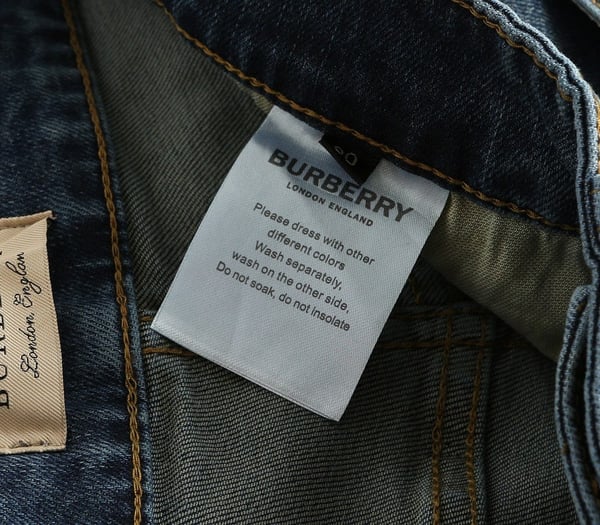 BURBERRY
LONDON ENGLAND
Please dress with other
different colors
Wash separately,
wash on the other side,
Do not soak, do not insolate
London England